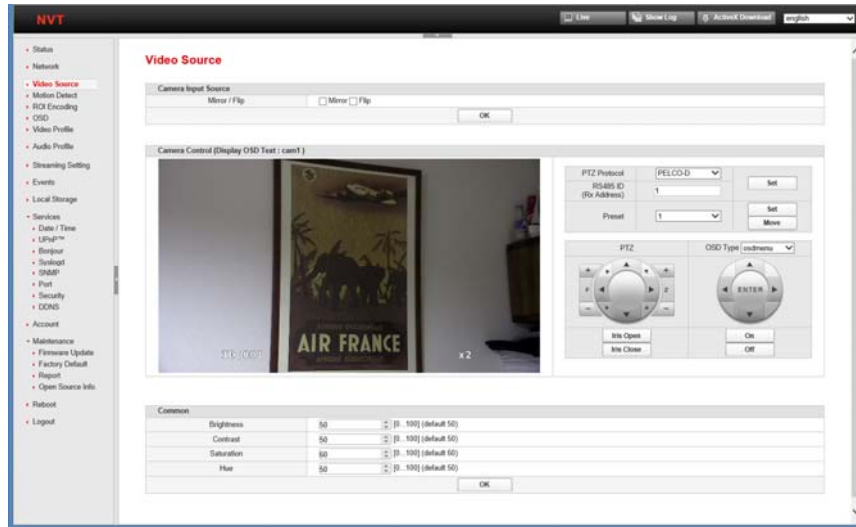 NVT
Live
Show Log
ActiveX Download
english
Status
Network
Video Source
Motion Detect
ROI Encoding
OSD
Video Profile
Audio Profile
Streaming Setting
Events
Local Storage
Services
Date / Time
UPnP™
Bonjour
Syslogd
SNMP
Port
Security
DDNS
Account
Maintenance
Firmware Update
Factory Default
Report
Open Source Info
Reboot
Logout
Video Source
Camera Input Source
Mirror / Flip
Mirror Flip
OK
Camera Control (Display OSD Text : cam1 )
AIR FRANCE
x2
PTZ Protocol PELCO-D Set
RS485 ID
(Rx Address) 1
Preset 1 Set
Move
PTZ OSD Type osdmenu
+ +
F Z
- -
ENTER
Iris Open On
Iris Close Off
Common
Brightness 50 [0...100] (default 50)
Contrast 50 [0...100] (default 50)
Saturation 60 [0...100] (default 60)
Hue 50 [0...100] (default 50)
OK